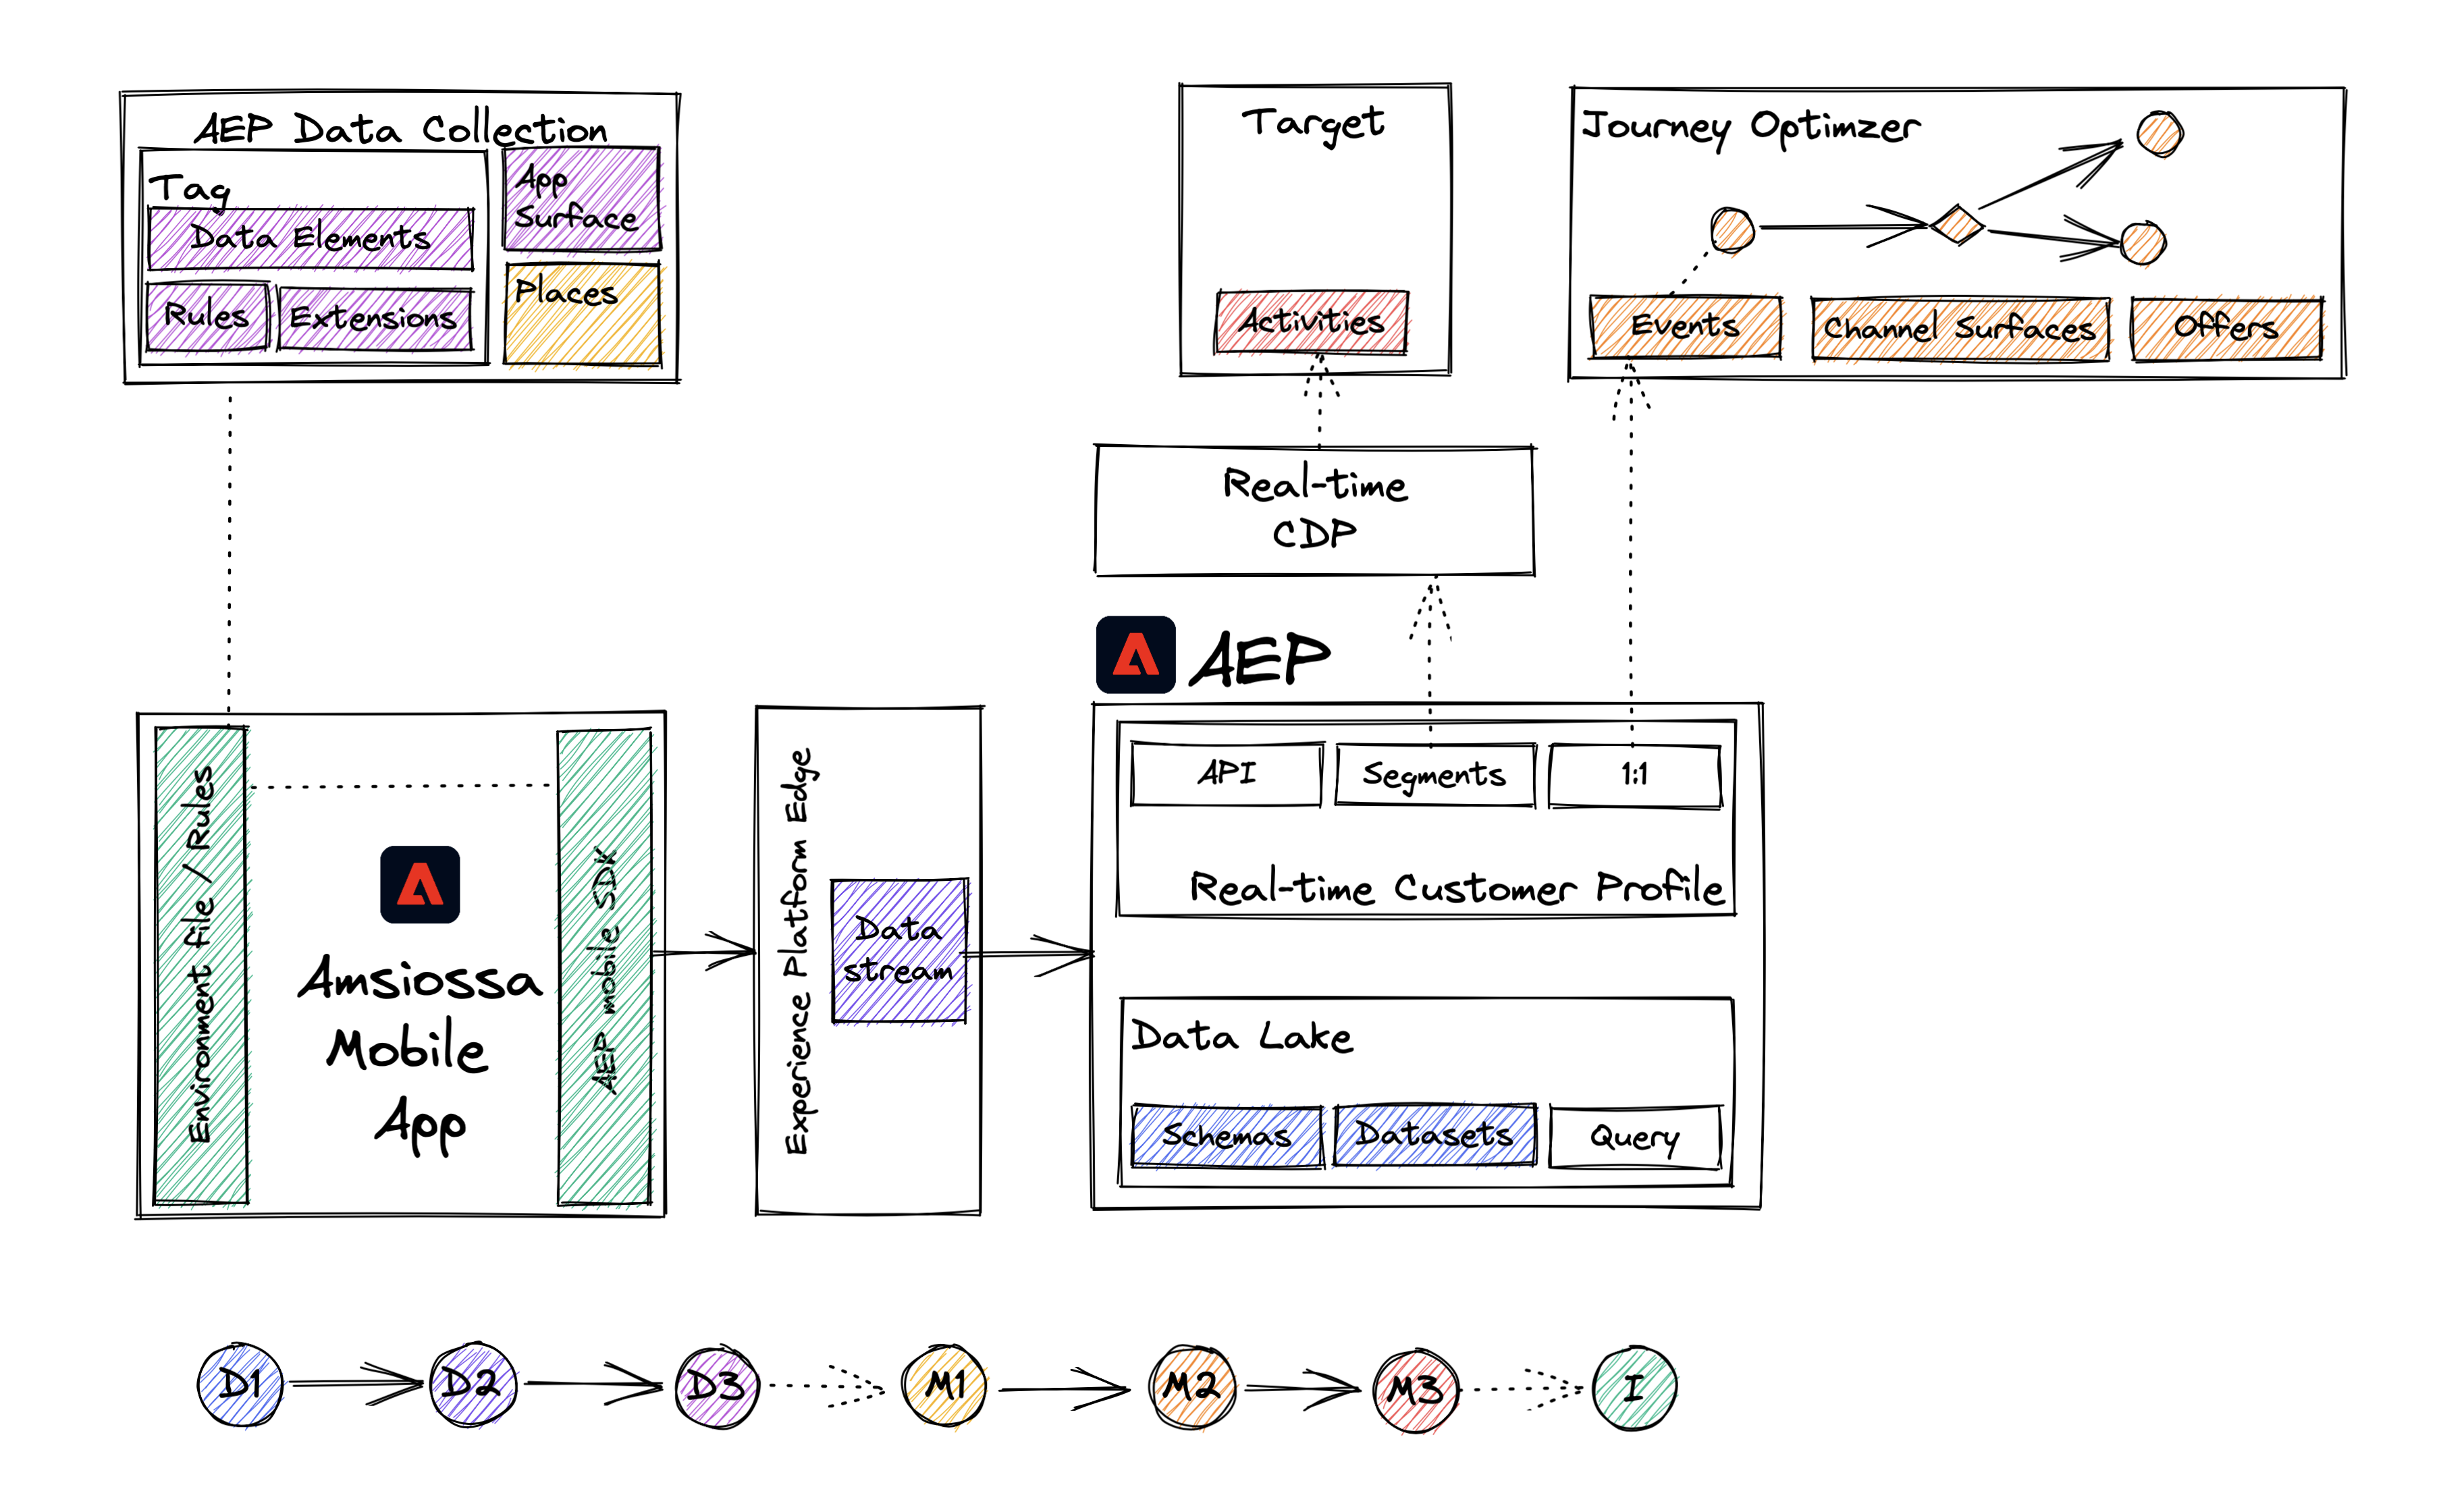 AEP Data Collection
Tag
Data Elements
Rules
Extensions
App
Surface
Places
Target
Activities
Journey Optimzer
Events
Channel Surfaces
Offers
Real-time
CDP
AEP
Environment file / Rules
Amsiossa
Mobile
App
AEP mobile SDK
Experience Platform Edge
Data
stream
API
Segments
1:1
Real-time Customer Profile
Data Lake
Schemas
Datasets
Query
D1
D2
D3
M1
M2
M3
I